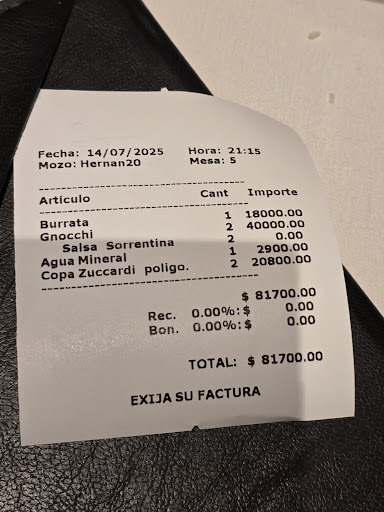 Fecha: 14/07/2025 Hora: 21:15
Mozo: Hernan20 Mesa: 5
--------------------------------
Artículo Cant Importe
--------------------------------
Burrata 1 18000.00
Gnocchi 2 40000.00
Salsa Sorrentina 2 0.00
Agua Mineral 1 2900.00
Copa Zuccardi poligo. 2 20800.00
--------------------------------
$ 81700.00
Rec. 0.00%:$ 0.00
Bon. 0.00%:$ 0.00
TOTAL: $ 81700.00
EXIJA SU FACTURA